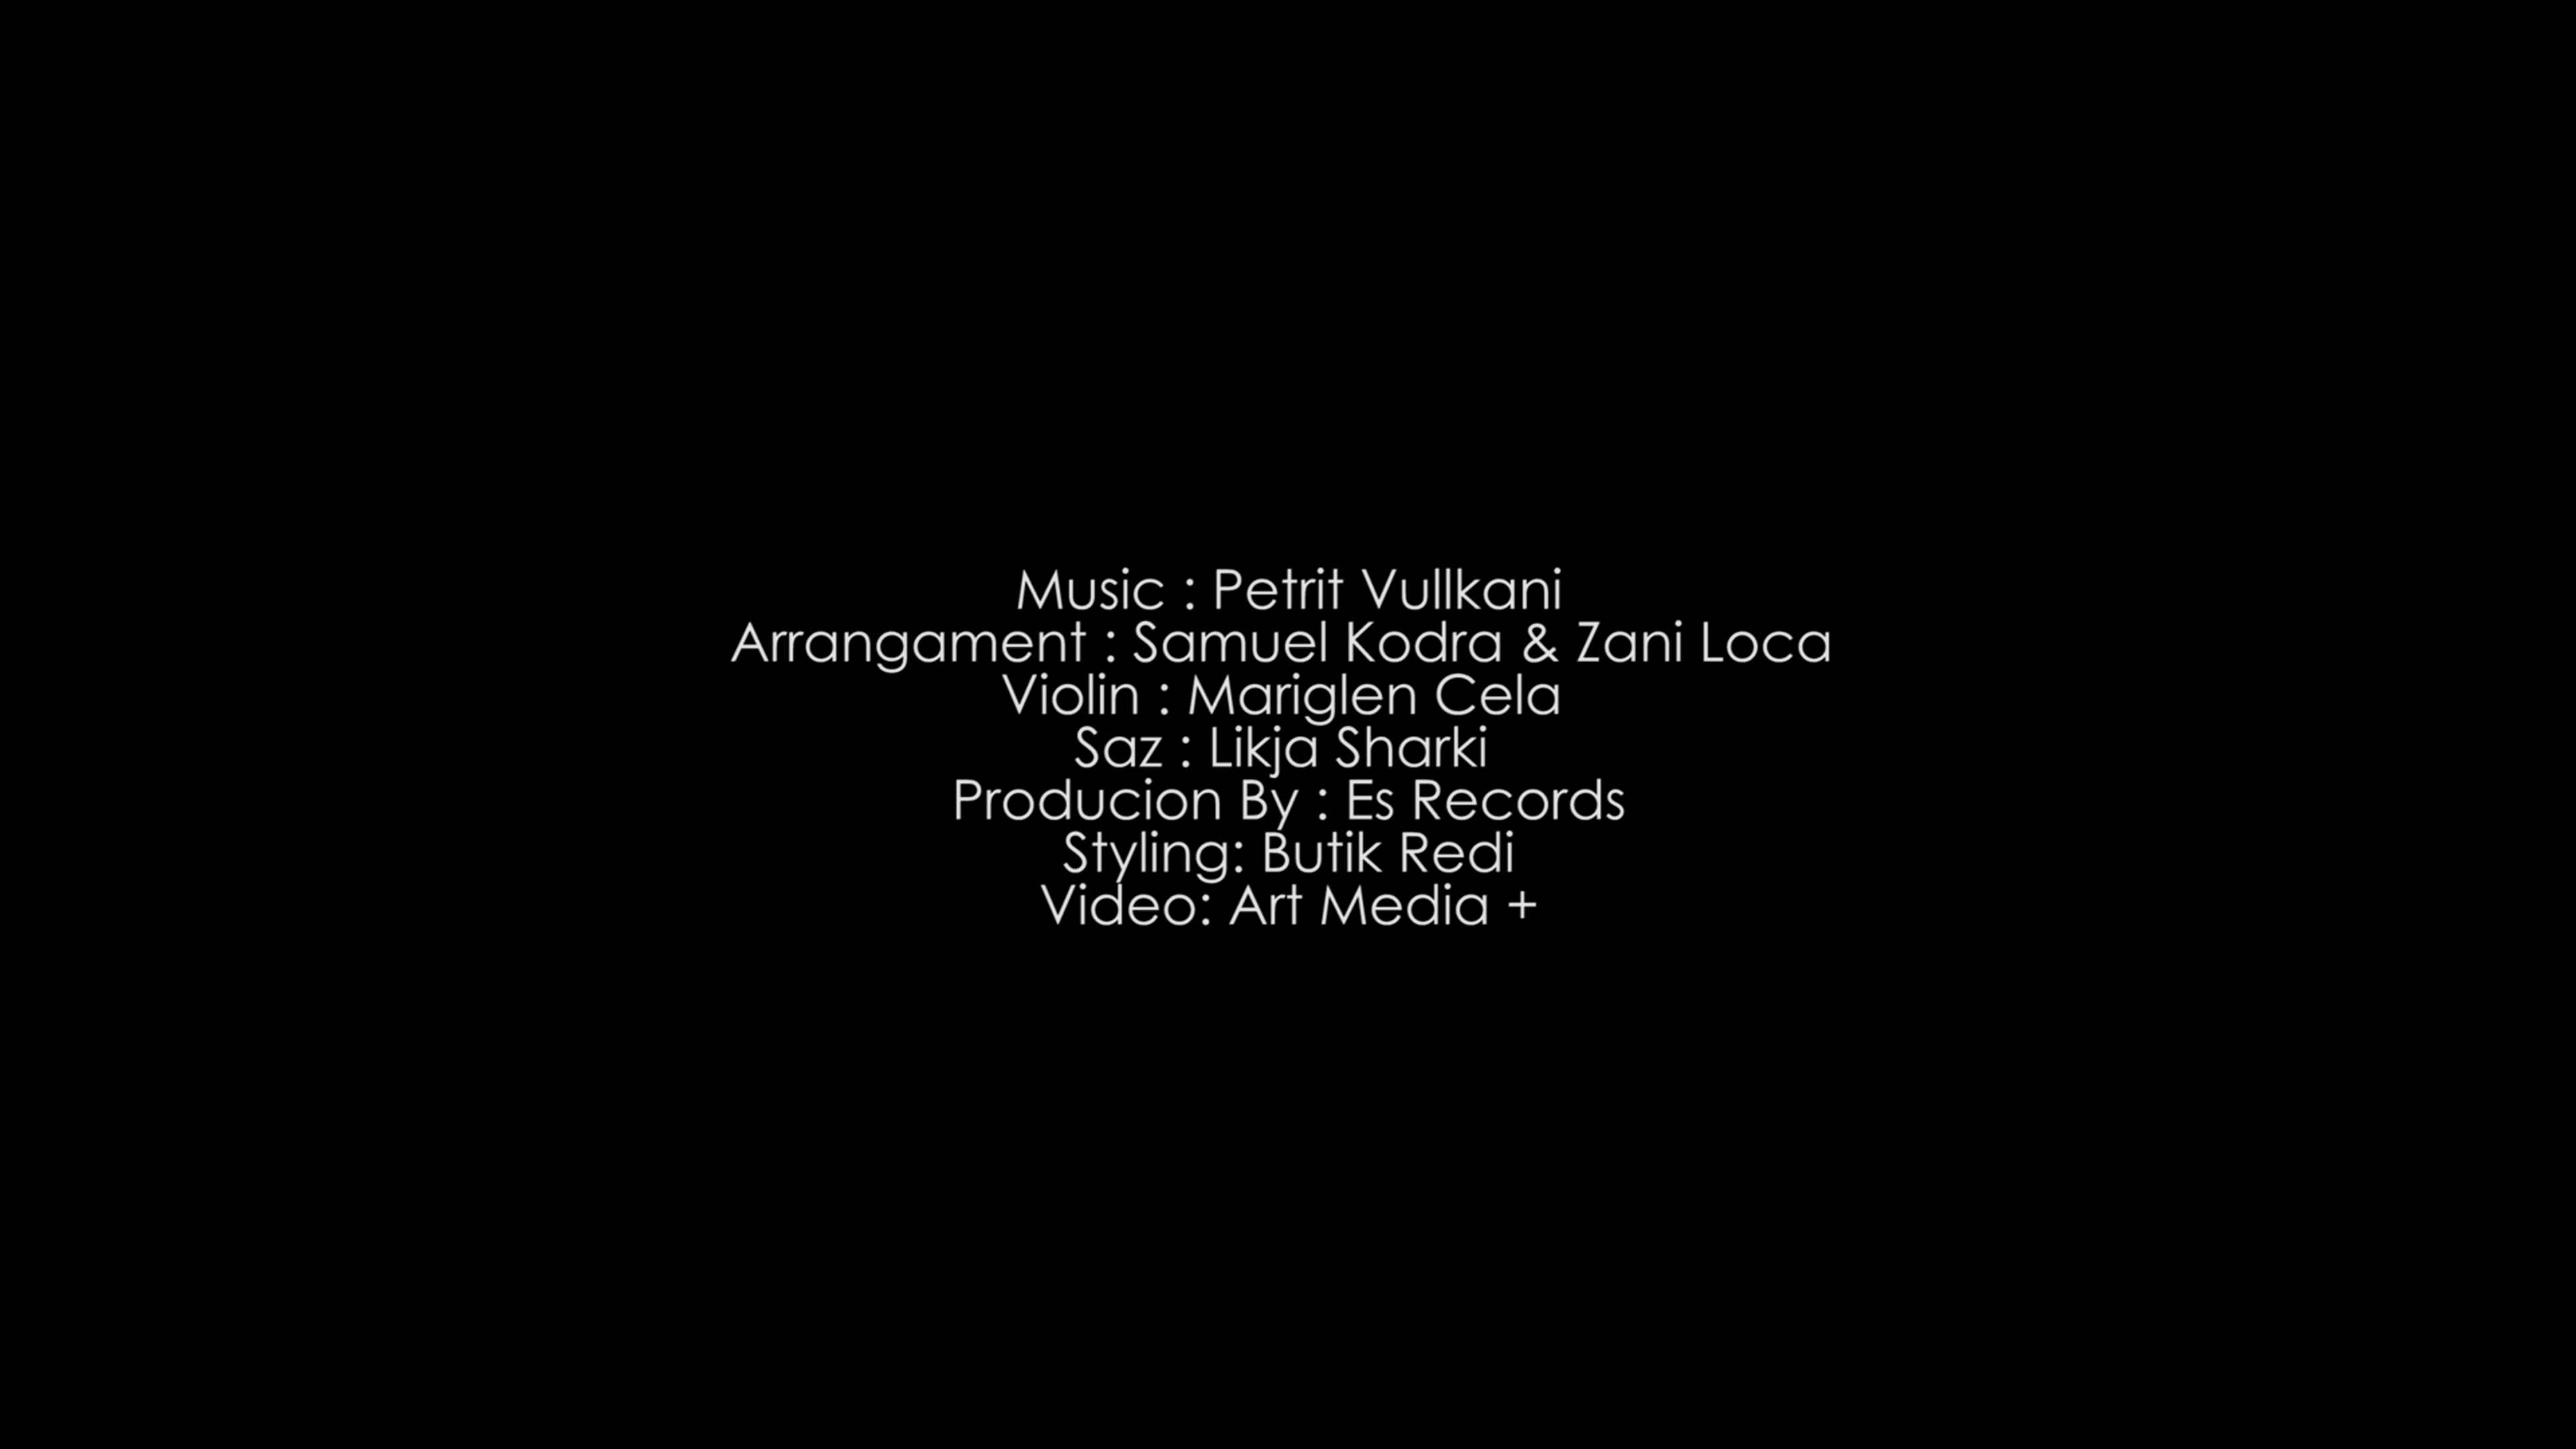 Music : Petrit Vullkani
Arrangament : Samuel Kodra & Zani Loca
Violin : Mariglen Cela
Saz : Likja Sharki
Producion By : Es Records
Styling: Butik Redi
Video: Art Media +